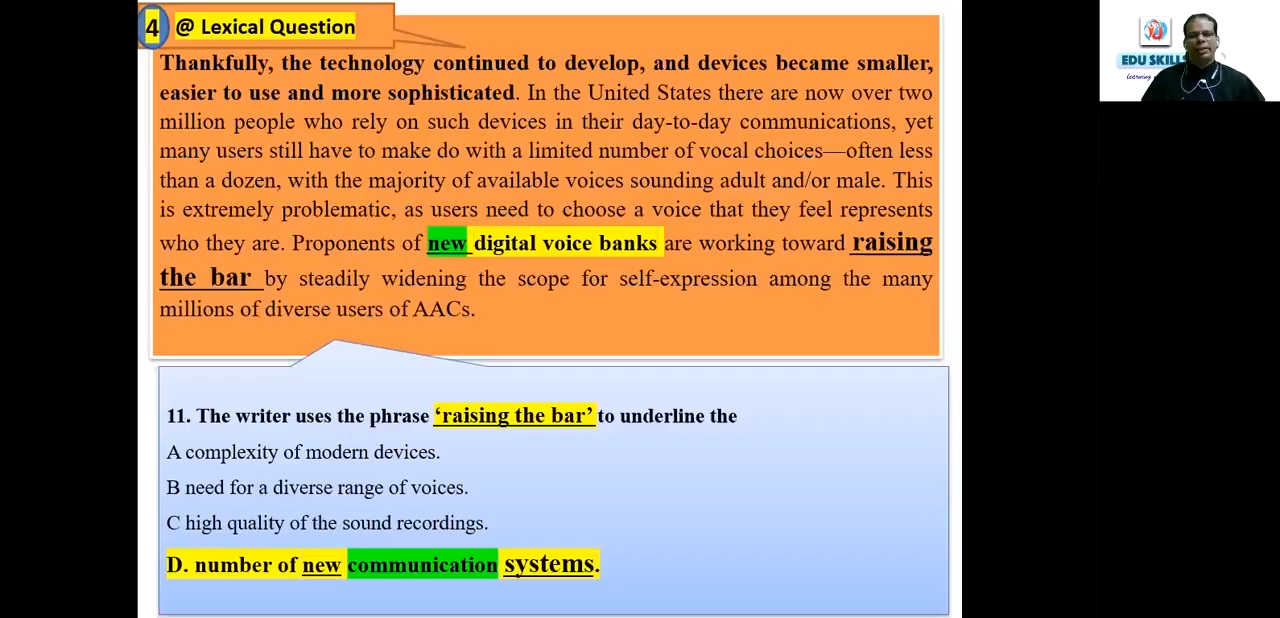 4 @ Lexical Question
Thankfully, the technology continued to develop, and devices became smaller,
easier to use and more sophisticated. In the United States there are now over two
million people who rely on such devices in their day-to-day communications, yet
many users still have to make do with a limited number of vocal choices—often less
than a dozen, with the majority of available voices sounding adult and/or male. This
is extremely problematic, as users need to choose a voice that they feel represents
who they are. Proponents of new digital voice banks are working toward raising
the bar by steadily widening the scope for self-expression among the many
millions of diverse users of AACs.
11. The writer uses the phrase ‘raising the bar’ to underline the
A complexity of modern devices.
B need for a diverse range of voices.
C high quality of the sound recordings.
D. number of new communication systems.
EDU SKILL
learning